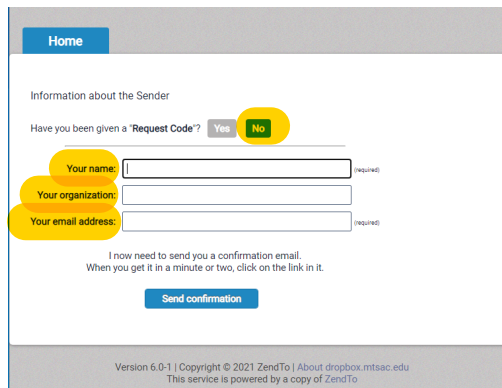 Home
Information about the Sender
Have you been given a "Request Code"? Yes No
Your name: (required)
Your organization:
Your email address: (required)
I now need to send you a confirmation email.
When you get it in a minute or two, click on the link in it.
Send confirmation
Version 6.0-1 | Copyright © 2021 ZendTo | About dropbox.mtsac.edu
This service is powered by a copy of ZendTo